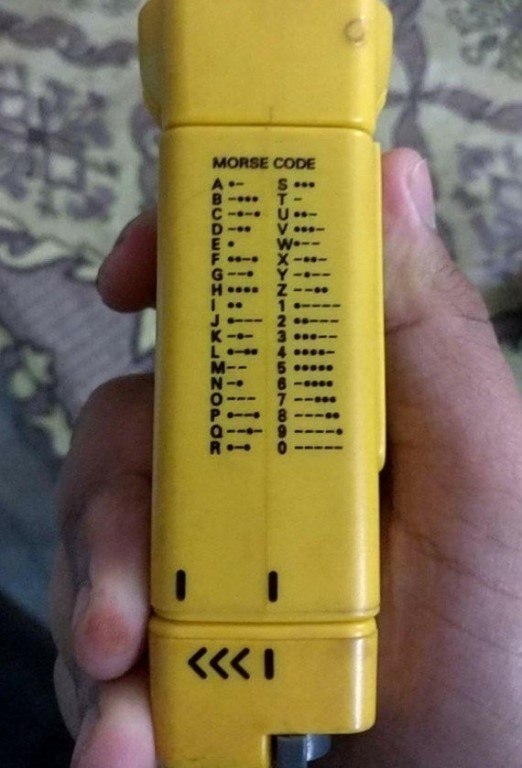 MORSE CODE
A •-
B -•••
C -•-•
D -••
E •
F ••-•
G --•
H ••••
I ••
J •---
K -•-
L •-••
M --
N -•
O ---
P •--•
Q --•-
R •-•
S •••
T -
U ••-
V •••-
W •--
X -••-
Y -•--
Z --••
1 •----
2 ••---
3 •••--
4 ••••-
5 •••••
6 -••••
7 --•••
8 ---••
9 ----•
0 -----